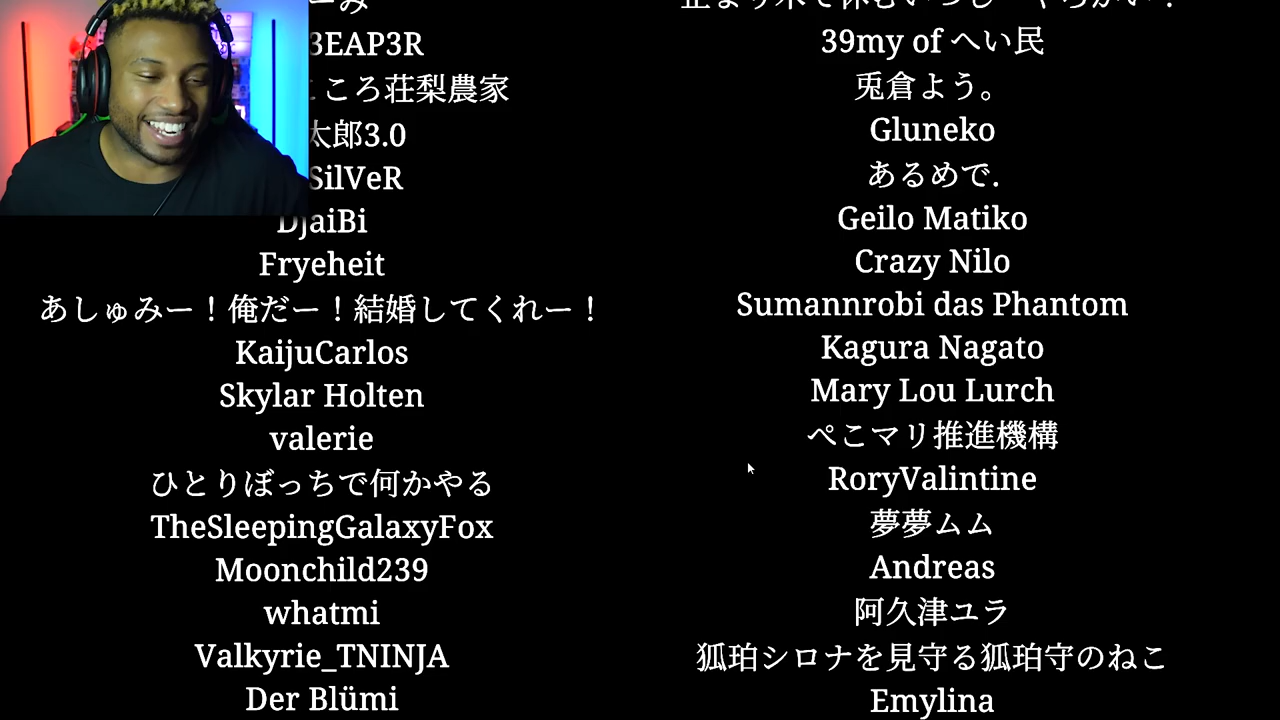 ーみ
3EAP3R
ころ荘梨農家
太郎3.0
SilVeR
DjaiBi
Fryeheit
あしゅみー！俺だー！結婚してくれー！
KaijuCarlos
Skylar Holten
valerie
ひとりぼっちで何かやる
TheSleepingGalaxyFox
Moonchild239
whatmi
Valkyrie_TNINJA
Der Blümi
39my of へい民
兎倉よう。
Gluneko
あるめで.
Geilo Matiko
Crazy Nilo
Sumannrobi das Phantom
Kagura Nagato
Mary Lou Lurch
ぺこマリ推進機構
RoryValintine
夢夢ムム
Andreas
阿久津ユラ
狐珀シロナを見守る狐珀守のねこ
Emylina